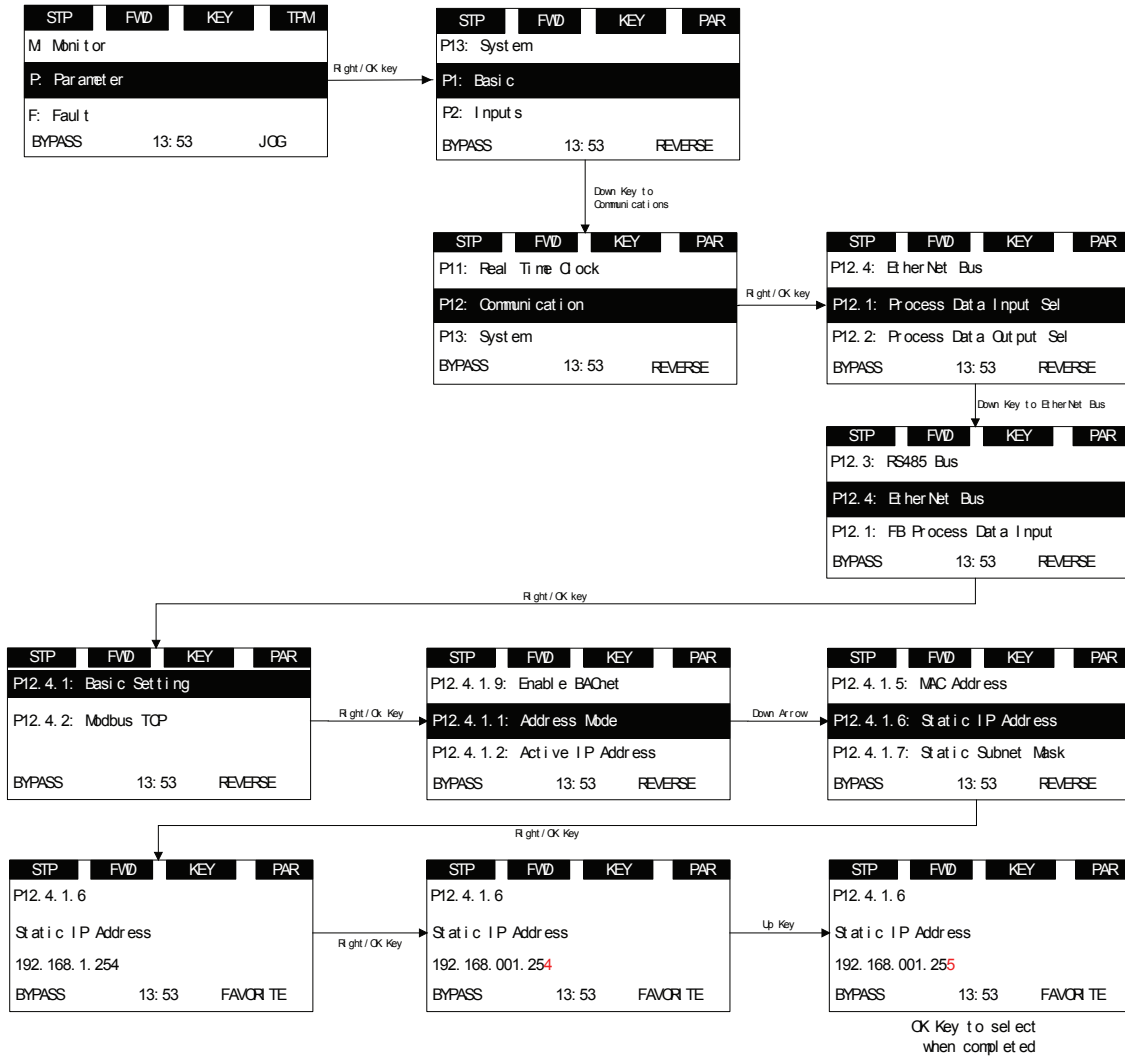 STP FWD KEY TPM
M: Monitor
P: Parameter
F: Fault
BYPASS 13:53 JOG
Right/OK key
STP FWD KEY PAR
P13: System
P1: Basic
P2: Inputs
BYPASS 13:53 REVERSE
Down Key to
Communications
STP FWD KEY PAR
P11: Real Time Clock
P12: Communication
P13: System
BYPASS 13:53 REVERSE
Right/OK key
STP FWD KEY PAR
P12.4: EtherNet Bus
P12.1: Process Data Input Sel
P12.2: Process Data Output Sel
BYPASS 13:53 REVERSE
Down Key to EtherNet Bus
STP FWD KEY PAR
P12.3: RS485 Bus
P12.4: EtherNet Bus
P12.1: FB Process Data Input
BYPASS 13:53 REVERSE
Right/OK key
STP FWD KEY PAR
P12.4.1: Basic Setting
P12.4.2: Modbus TCP
BYPASS 13:53 REVERSE
Right/Ok Key
STP FWD KEY PAR
P12.4.1.9: Enable BACnet
P12.4.1.1: Address Mode
P12.4.1.2: Active IP Address
BYPASS 13:53 REVERSE
Down Arrow
STP FWD KEY PAR
P12.4.1.5: MAC Address
P12.4.1.6: Static IP Address
P12.4.1.7: Static Subnet Mask
BYPASS 13:53 REVERSE
Right/OK Key
STP FWD KEY PAR
P12.4.1.6
Static IP Address
192.168.1.254
BYPASS 13:53 FAVORITE
Right/OK Key
STP FWD KEY PAR
P12.4.1.6
Static IP Address
192.168.001.254
BYPASS 13:53 FAVORITE
Up Key
STP FWD KEY PAR
P12.4.1.6
Static IP Address
192.168.001.255
BYPASS 13:53 FAVORITE
OK Key to select
when completed